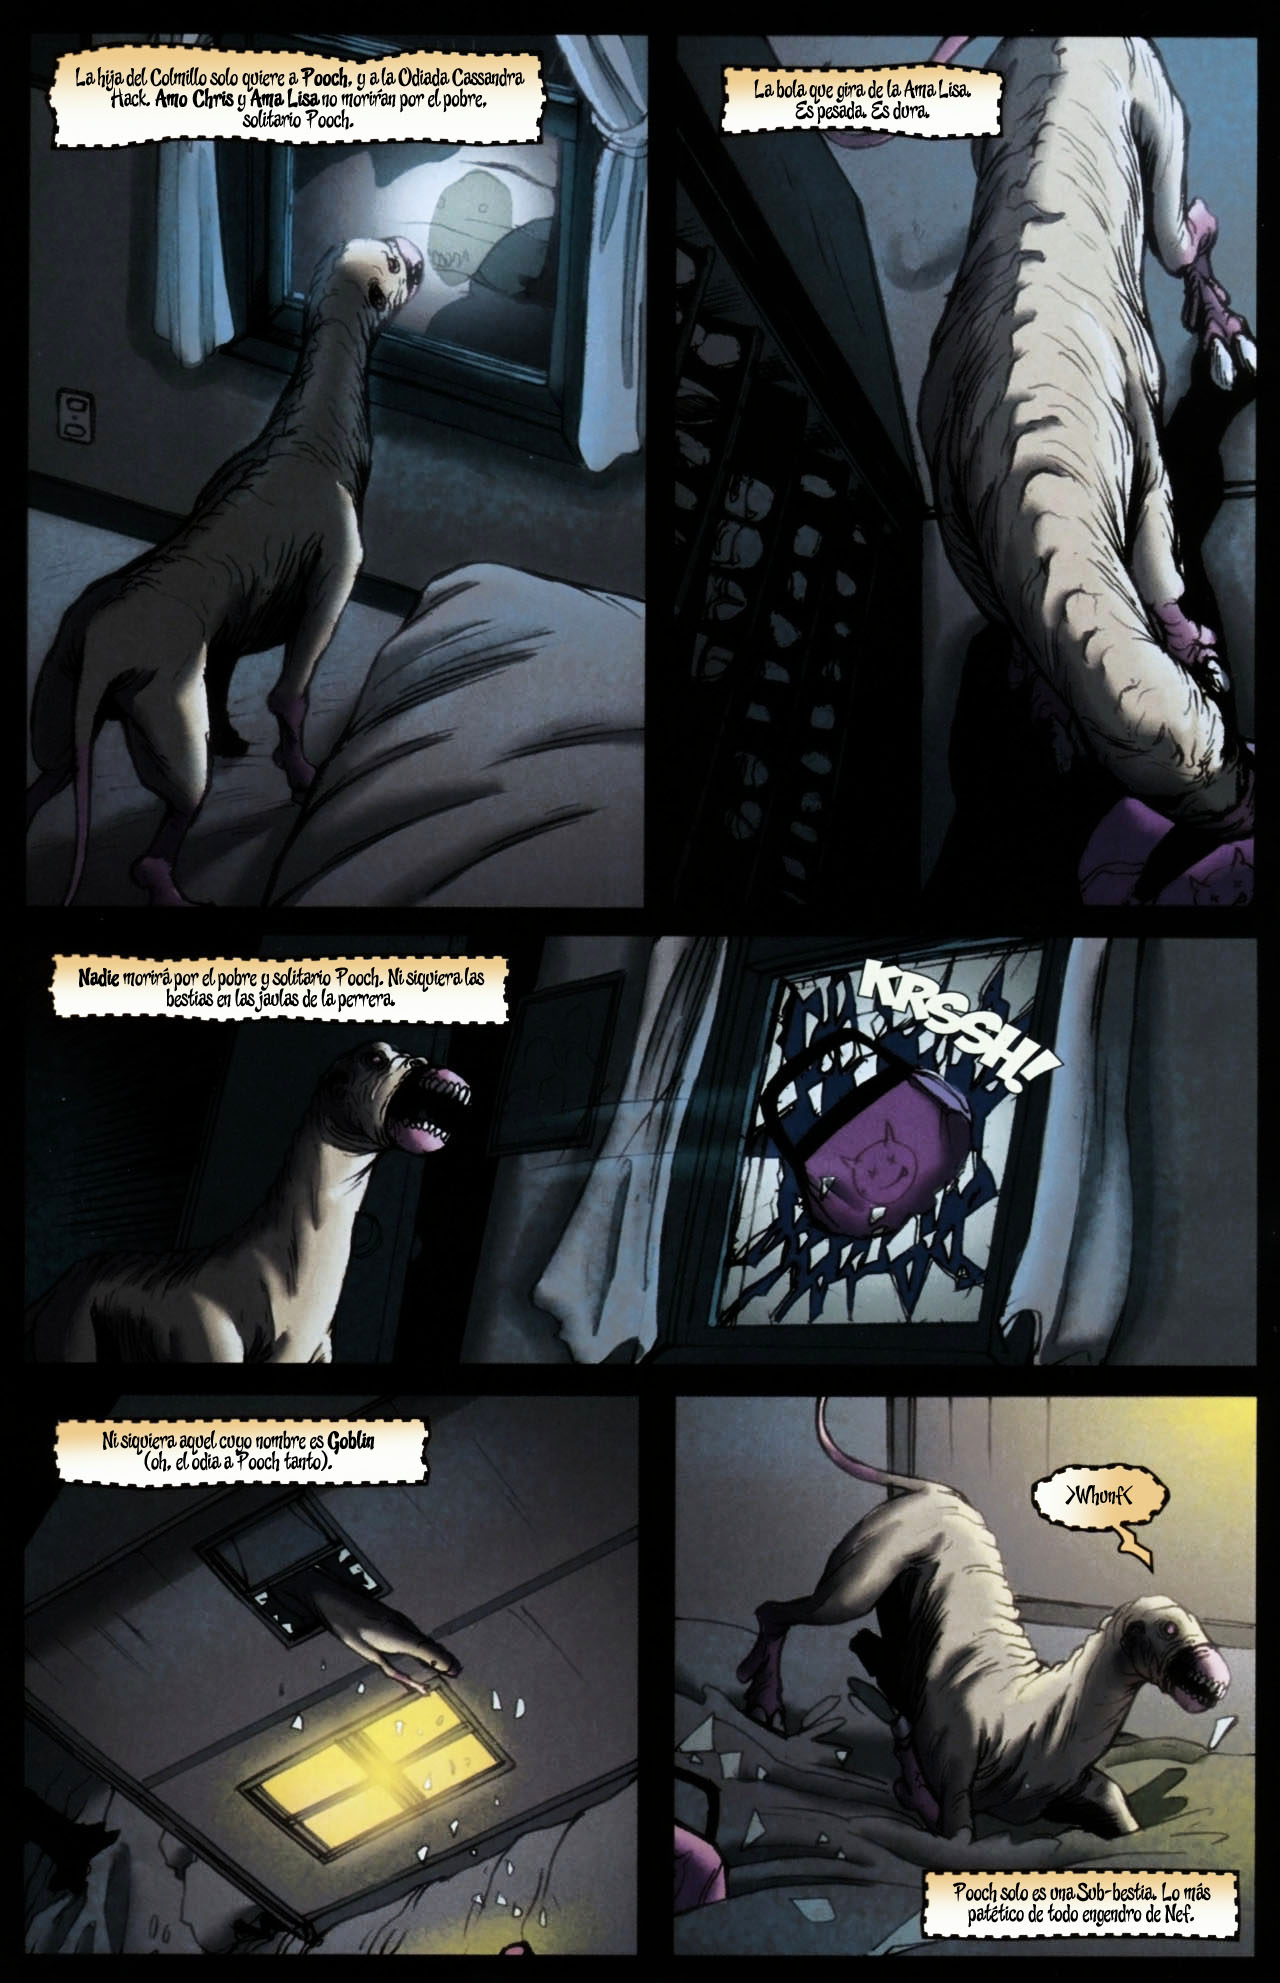 La hija del Colmillo solo quiere a Pooch, y a la Odiada Cassandra
Hack. Amo Chris y Ama Lisa no morirán por el pobre,
solitario Pooch.
La bola que gira de la Ama Lisa.
Es pesada. Es dura.
Nadie morirá por el pobre y solitario Pooch. Ni siquiera las
bestias en las jaulas de la perrera.
KRSSH!
Ni siquiera aquel cuyo nombre es Goblin
(oh, el odia a Pooch tanto).
>Whunf<
Pooch solo es una Sub-bestia. Lo más
patético de todo engendro de Nef.